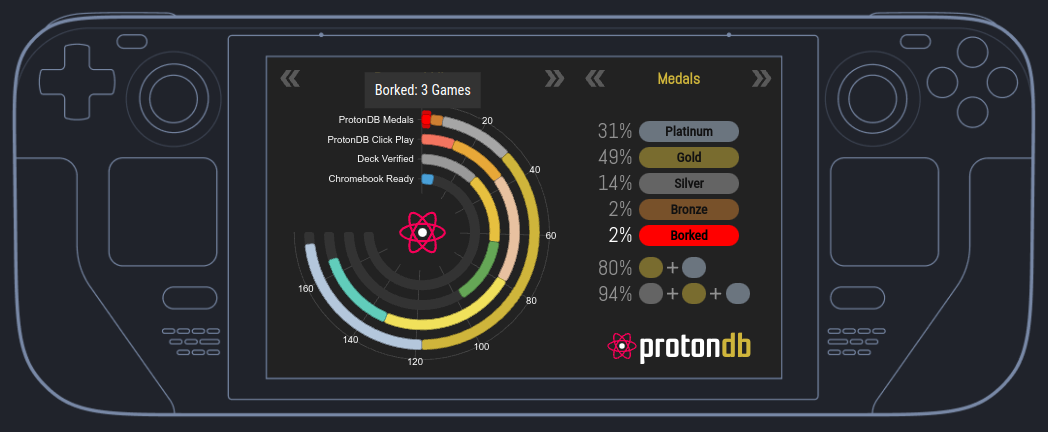 Borked: 3 Games
ProtonDB Medals
ProtonDB Click Play
Deck Verified
Chromebook Ready
20
40
60
80
100
120
140
160
Medals
31% Platinum
49% Gold
14% Silver
2% Bronze
2% Borked
80% +
94% + +
protondb